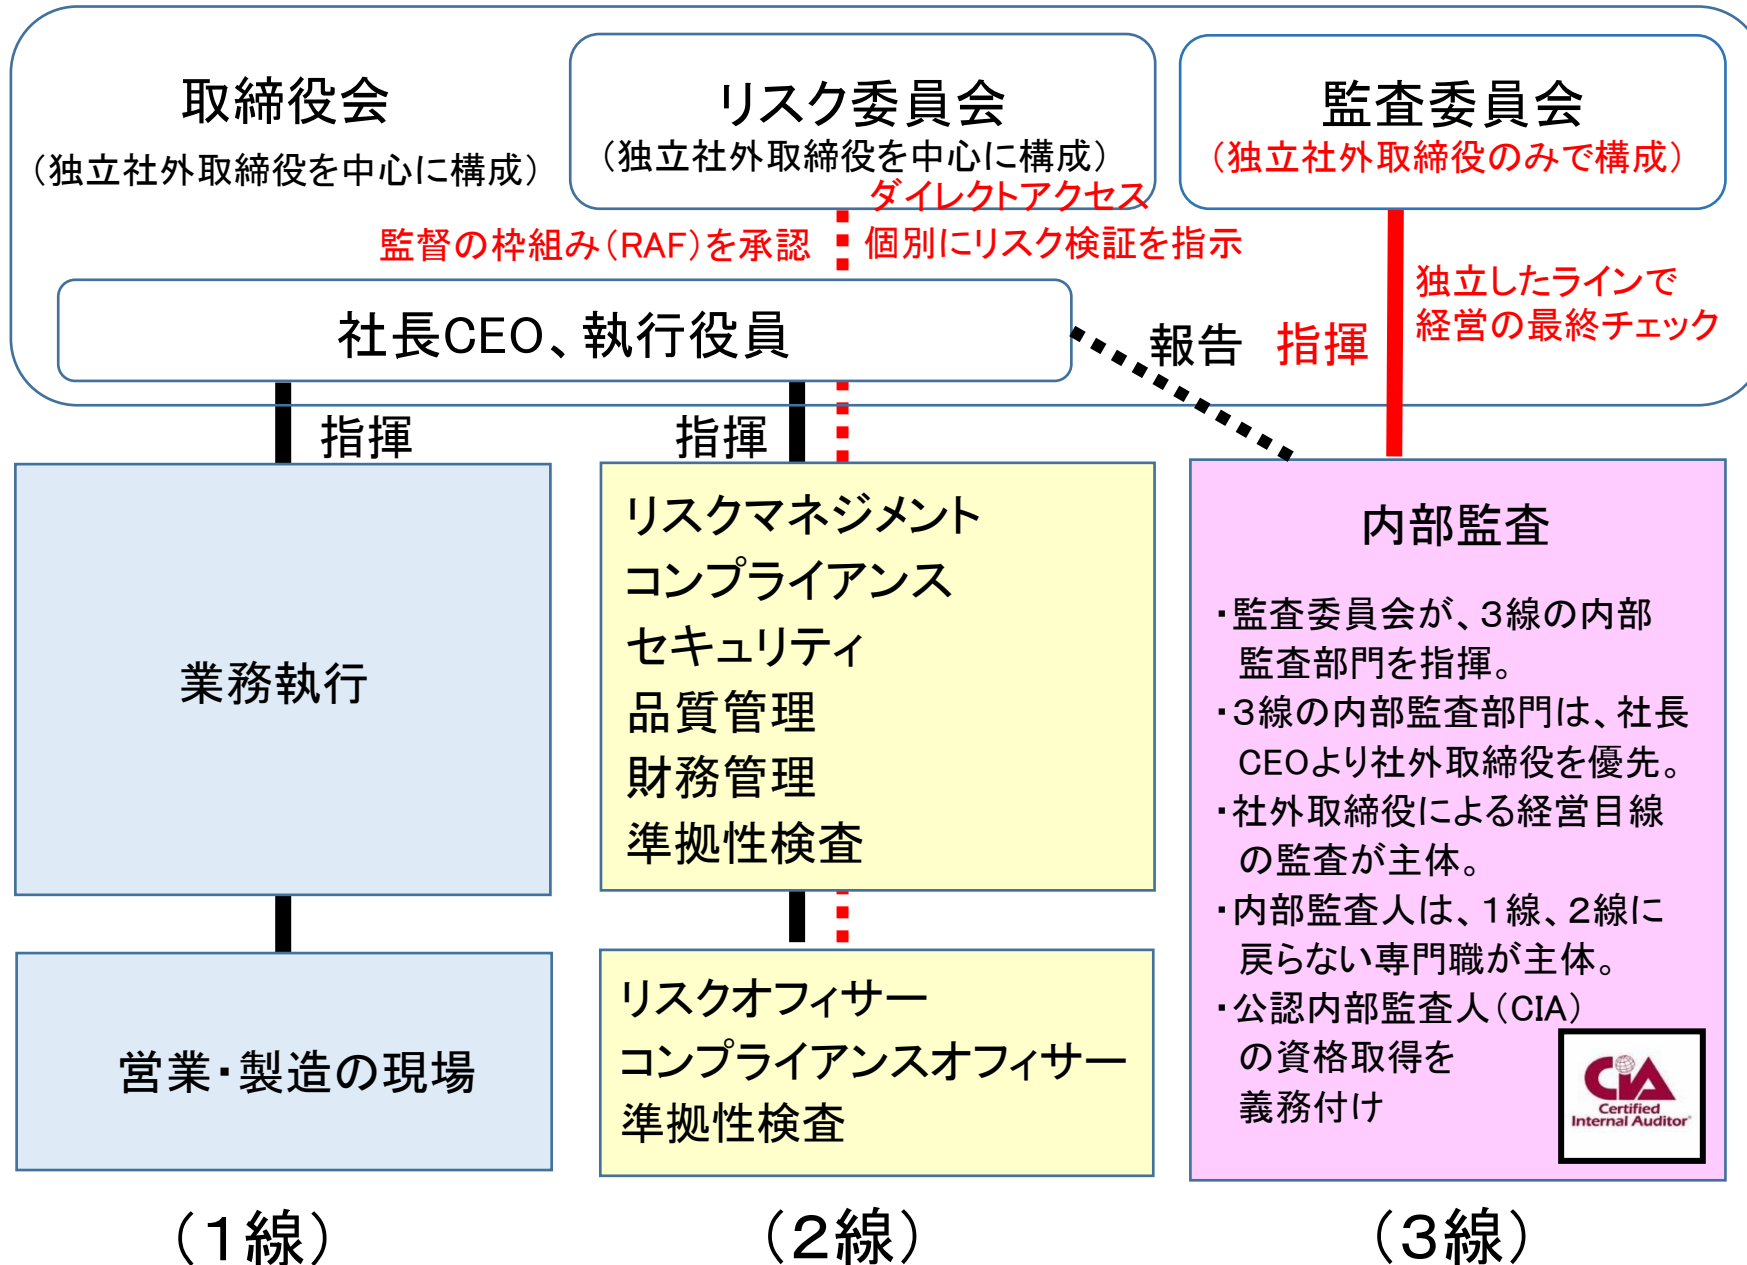 取締役会
（独立社外取締役を中心に構成）
リスク委員会
（独立社外取締役を中心に構成）
監査委員会
（独立社外取締役のみで構成）
監督の枠組み（RAF）を承認
ダイレクトアクセス
個別にリスク検証を指示
独立したラインで
経営の最終チェック
社長CEO、執行役員
報告
指揮
指揮
指揮
業務執行
営業・製造の現場
（１線）
リスクマネジメント
コンプライアンス
セキュリティ
品質管理
財務管理
準拠性検査
リスクオフィサー
コンプライアンスオフィサー
準拠性検査
（２線）
内部監査
・監査委員会が、３線の内部
監査部門を指揮。
・３線の内部監査部門は、社長
CEOより社外取締役を優先。
・社外取締役による経営目線
の監査が主体。
・内部監査人は、１線、２線に
戻らない専門職が主体。
・公認内部監査人（CIA）
の資格取得を
義務付け
CIA
Certified
Internal Auditor
（３線）